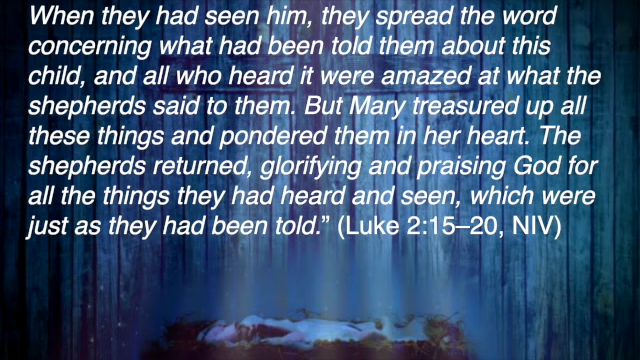 When they had seen him, they spread the word
concerning what had been told them about this
child, and all who heard it were amazed at what the
shepherds said to them. But Mary treasured up all
these things and pondered them in her heart. The
shepherds returned, glorifying and praising God for
all the things they had heard and seen, which were
just as they had been told.” (Luke 2:15–20, NIV)